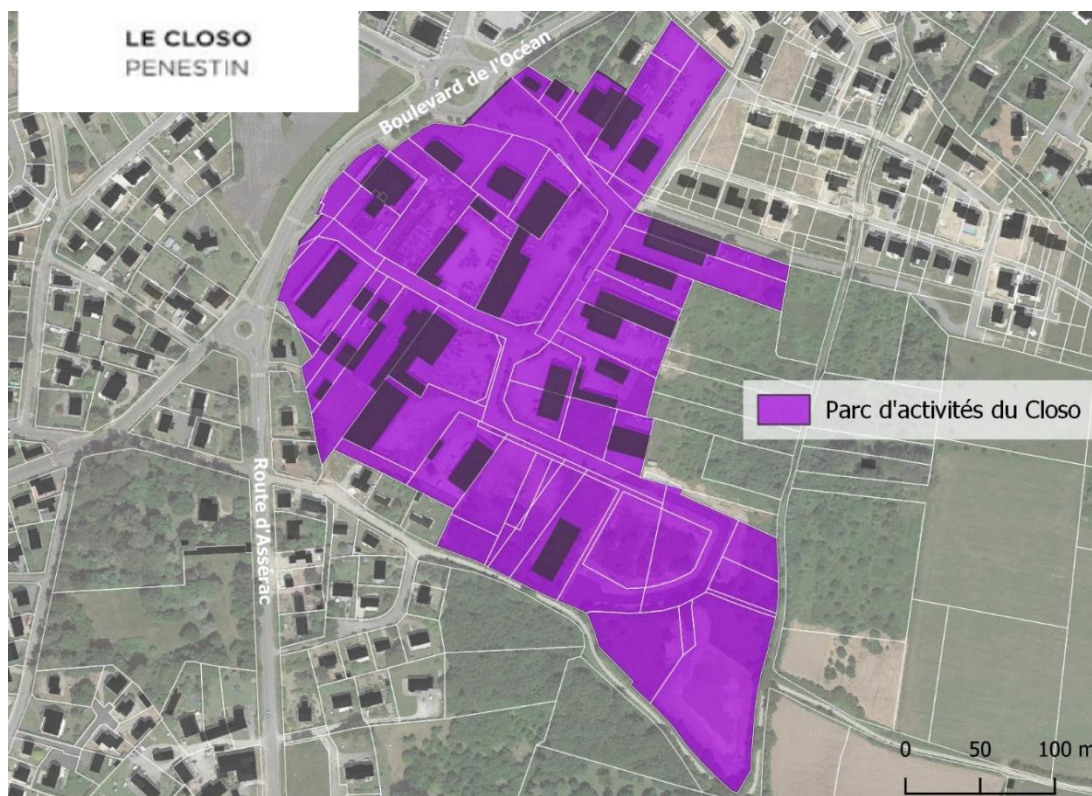 LE CLOSO
PENESTIN
Boulevard de l'Océan
Parc d'activités du Closo
Route d'Assérac
0 50 100 m